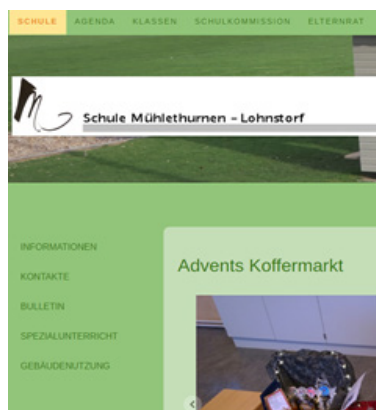 SCHULE AGENDA KLASSEN SCHULKOMMISSION ELTERNRAT
Schule Mühlethurnen - Lohnstorf
INFORMATIONEN
KONTAKTE
BULLETIN
SPEZIALUNTERRICHT
GEBÄUDENUTZUNG
Advents Koffermarkt